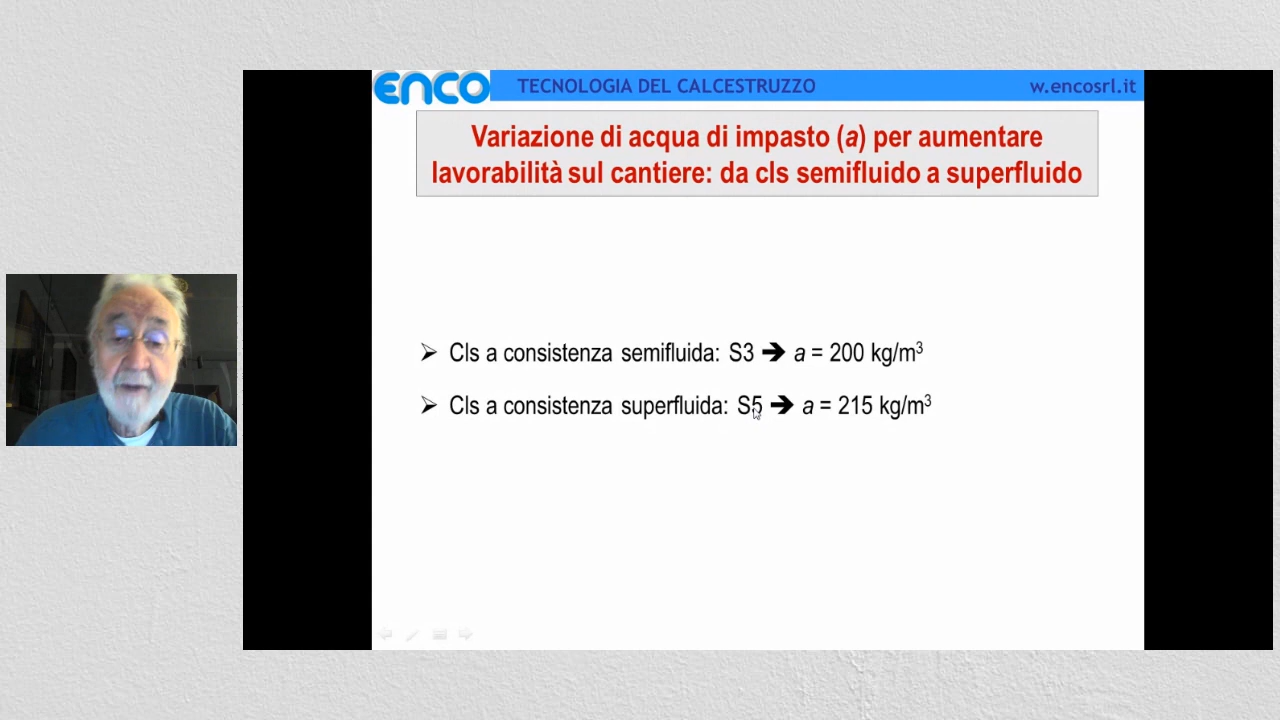 enco TECNOLOGIA DEL CALCESTRUZZO w.encosrl.it
Variazione di acqua di impasto (a) per aumentare
lavorabilità sul cantiere: da cls semifluido a superfluido
➢ Cls a consistenza semifluida: S3 ➔ a = 200 kg/m³
➢ Cls a consistenza superfluida: S5 ➔ a = 215 kg/m³